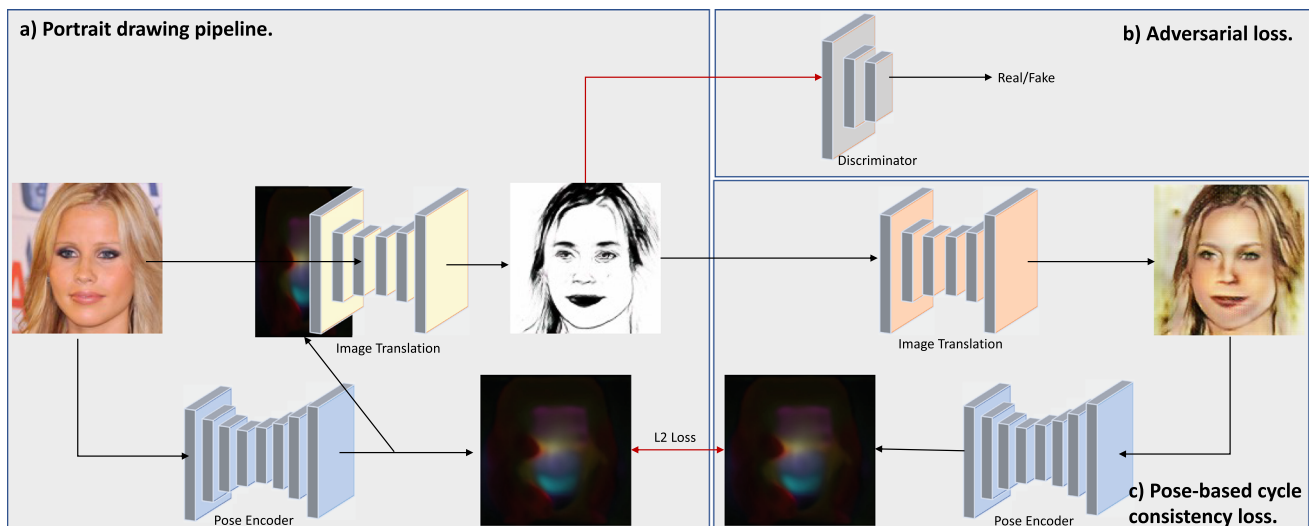 a) Portrait drawing pipeline.
b) Adversarial loss.
Real/Fake
Discriminator
Image Translation
Image Translation
L2 Loss
Pose Encoder
Pose Encoder
c) Pose-based cycle
consistency loss.